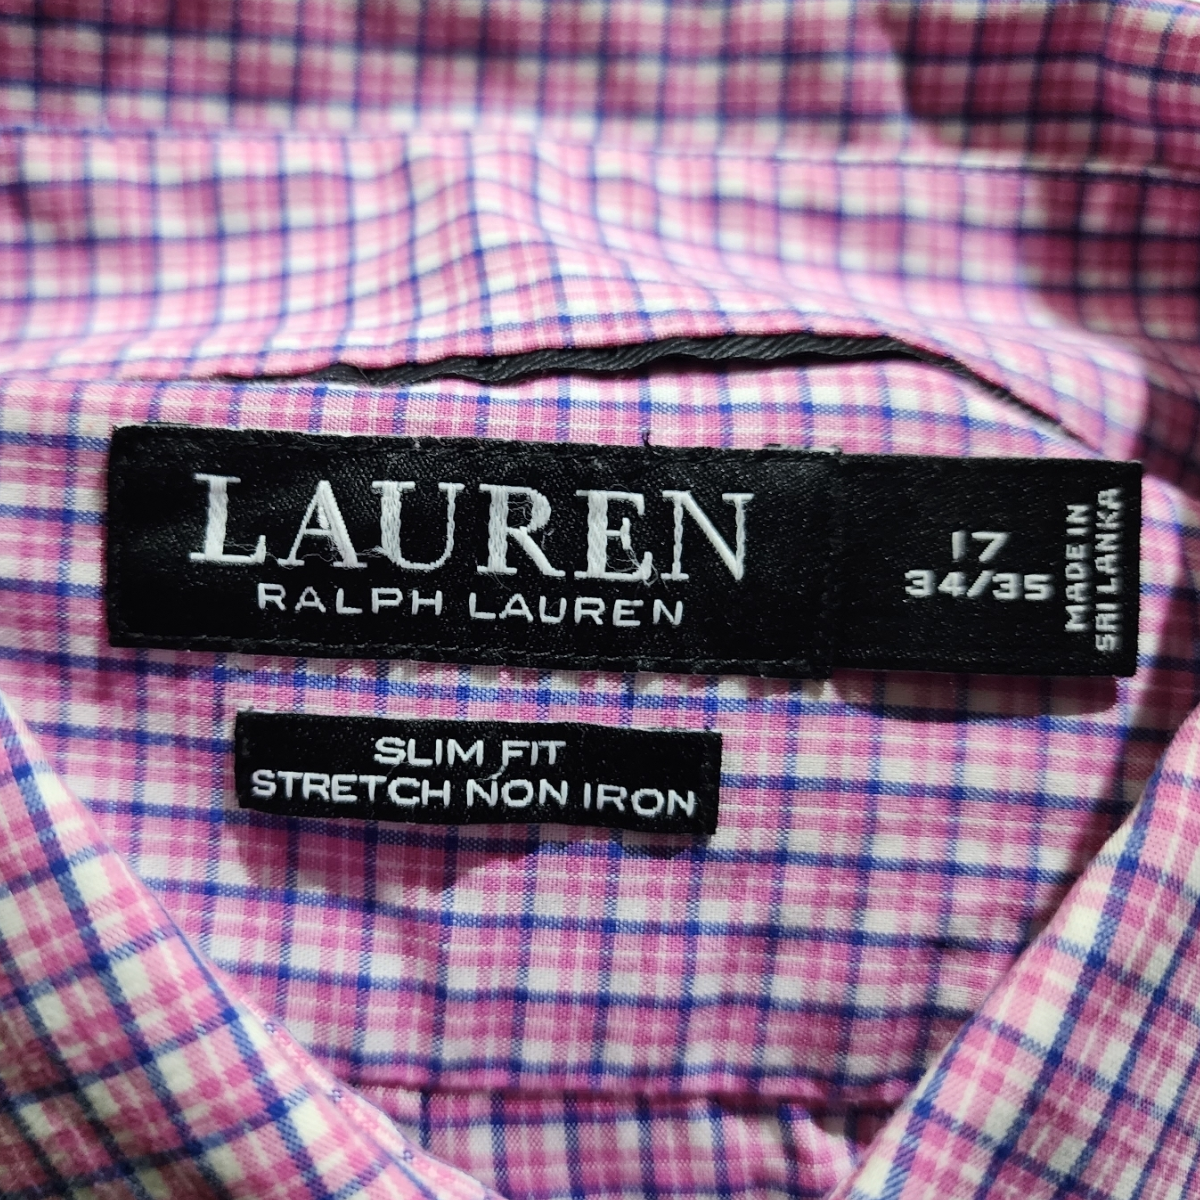 LAUREN
RALPH LAUREN
17
34/35
MADE IN
SRI LANKA
SLIM FIT
STRETCH NON IRON